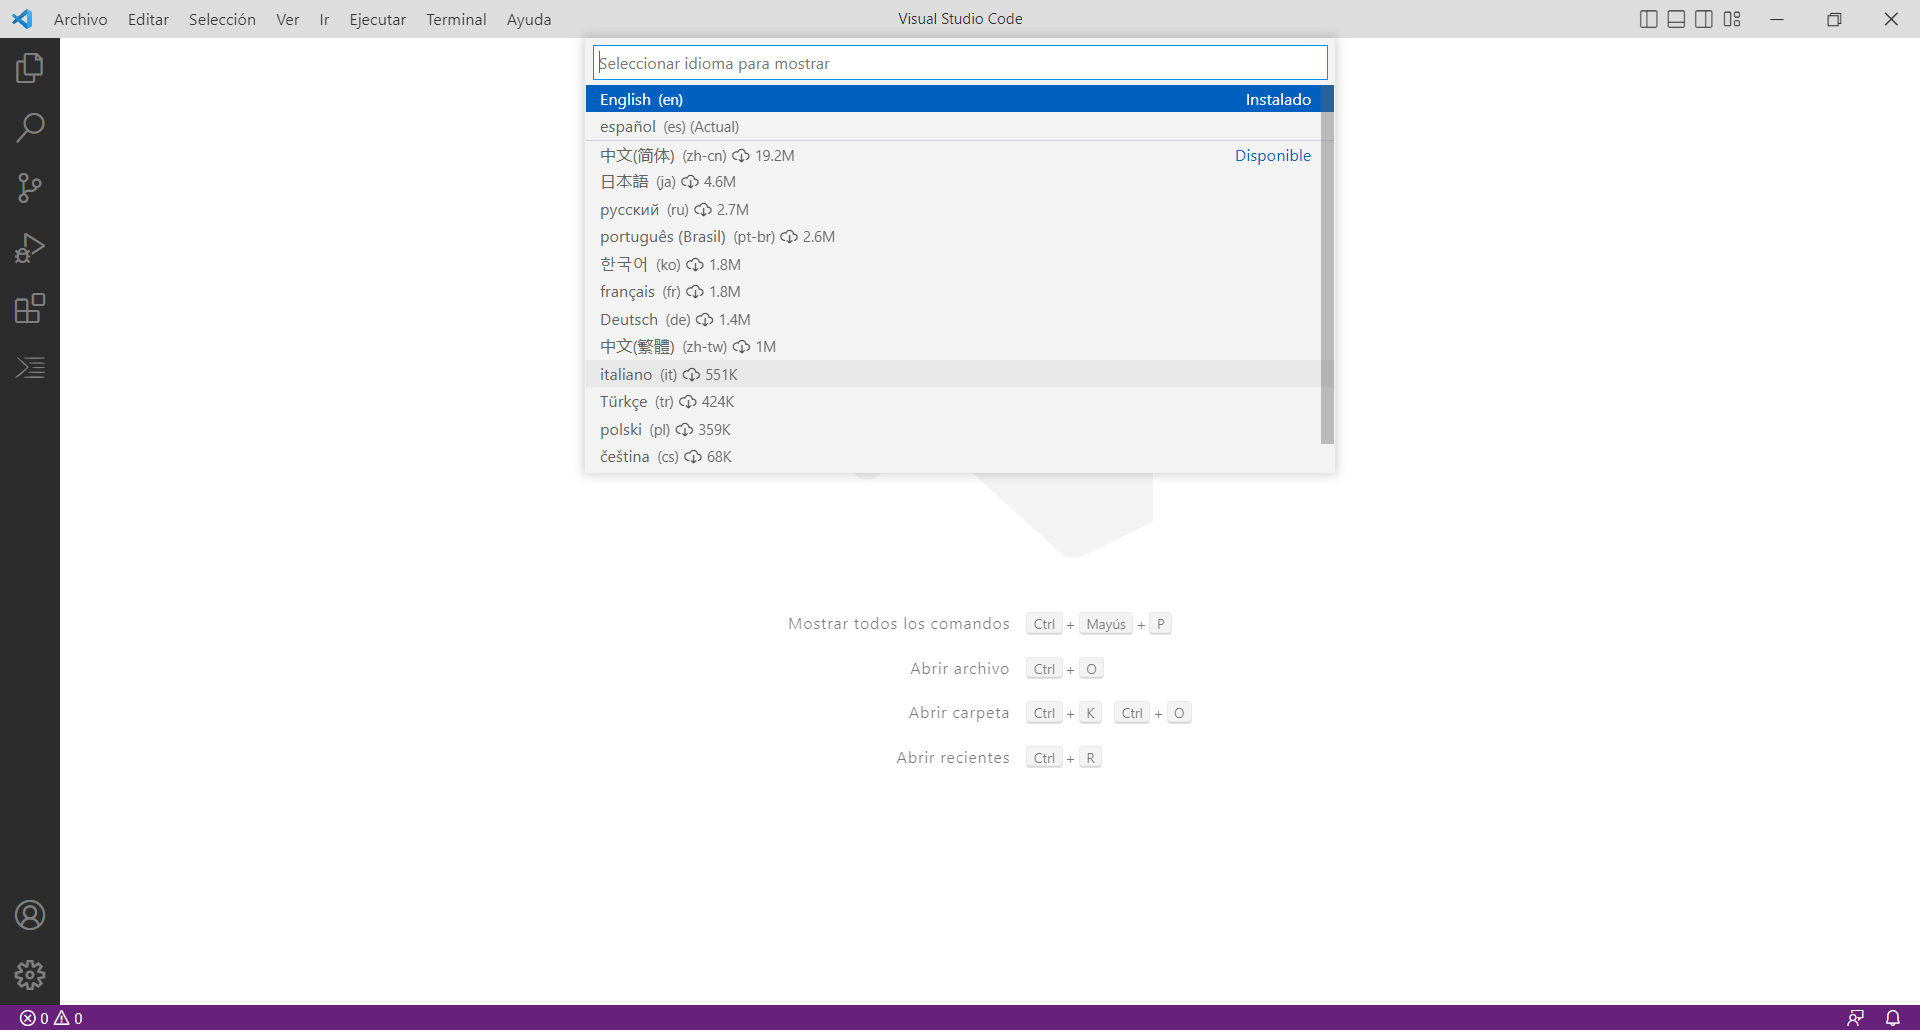 Archivo Editar Selección Ver Ir Ejecutar Terminal Ayuda Visual Studio Code
Seleccionar idioma para mostrar
English (en) Instalado
español (es) (Actual)
中文(简体) (zh-cn) 19.2M Disponible
日本語 (ja) 4.6M
русский (ru) 2.7M
português (Brasil) (pt-br) 2.6M
한국어 (ko) 1.8M
français (fr) 1.8M
Deutsch (de) 1.4M
中文(繁體) (zh-tw) 1M
italiano (it) 551K
Türkçe (tr) 424K
polski (pl) 359K
čeština (cs) 68K
Mostrar todos los comandos Ctrl + Mayús + P
Abrir archivo Ctrl + O
Abrir carpeta Ctrl + K Ctrl + O
Abrir recientes Ctrl + R
0 0